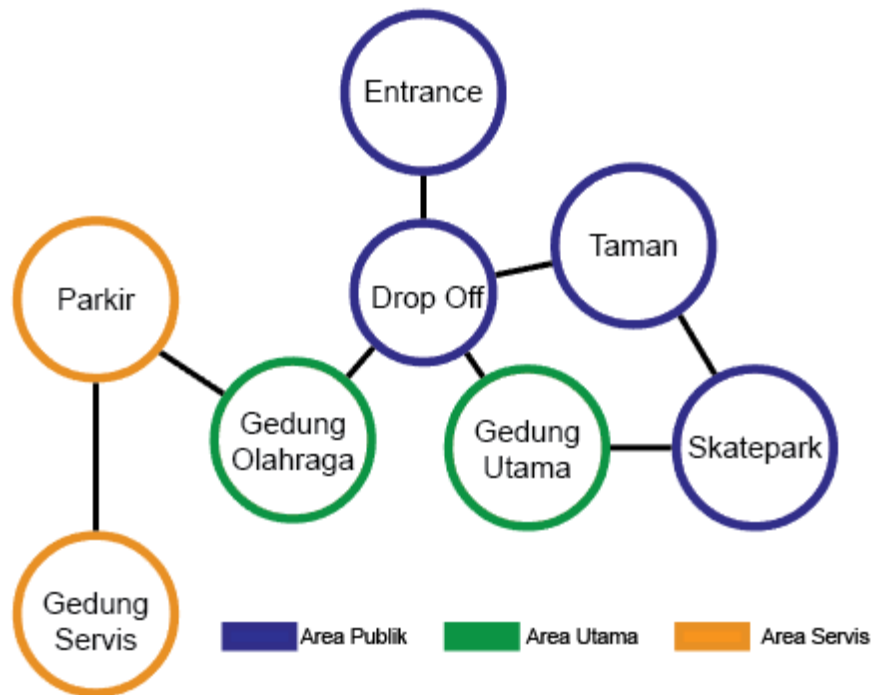 Entrance
Taman
Parkir
Drop Off
Gedung
Olahraga
Gedung
Utama
Skatepark
Gedung
Servis
Area Publik
Area Utama
Area Servis